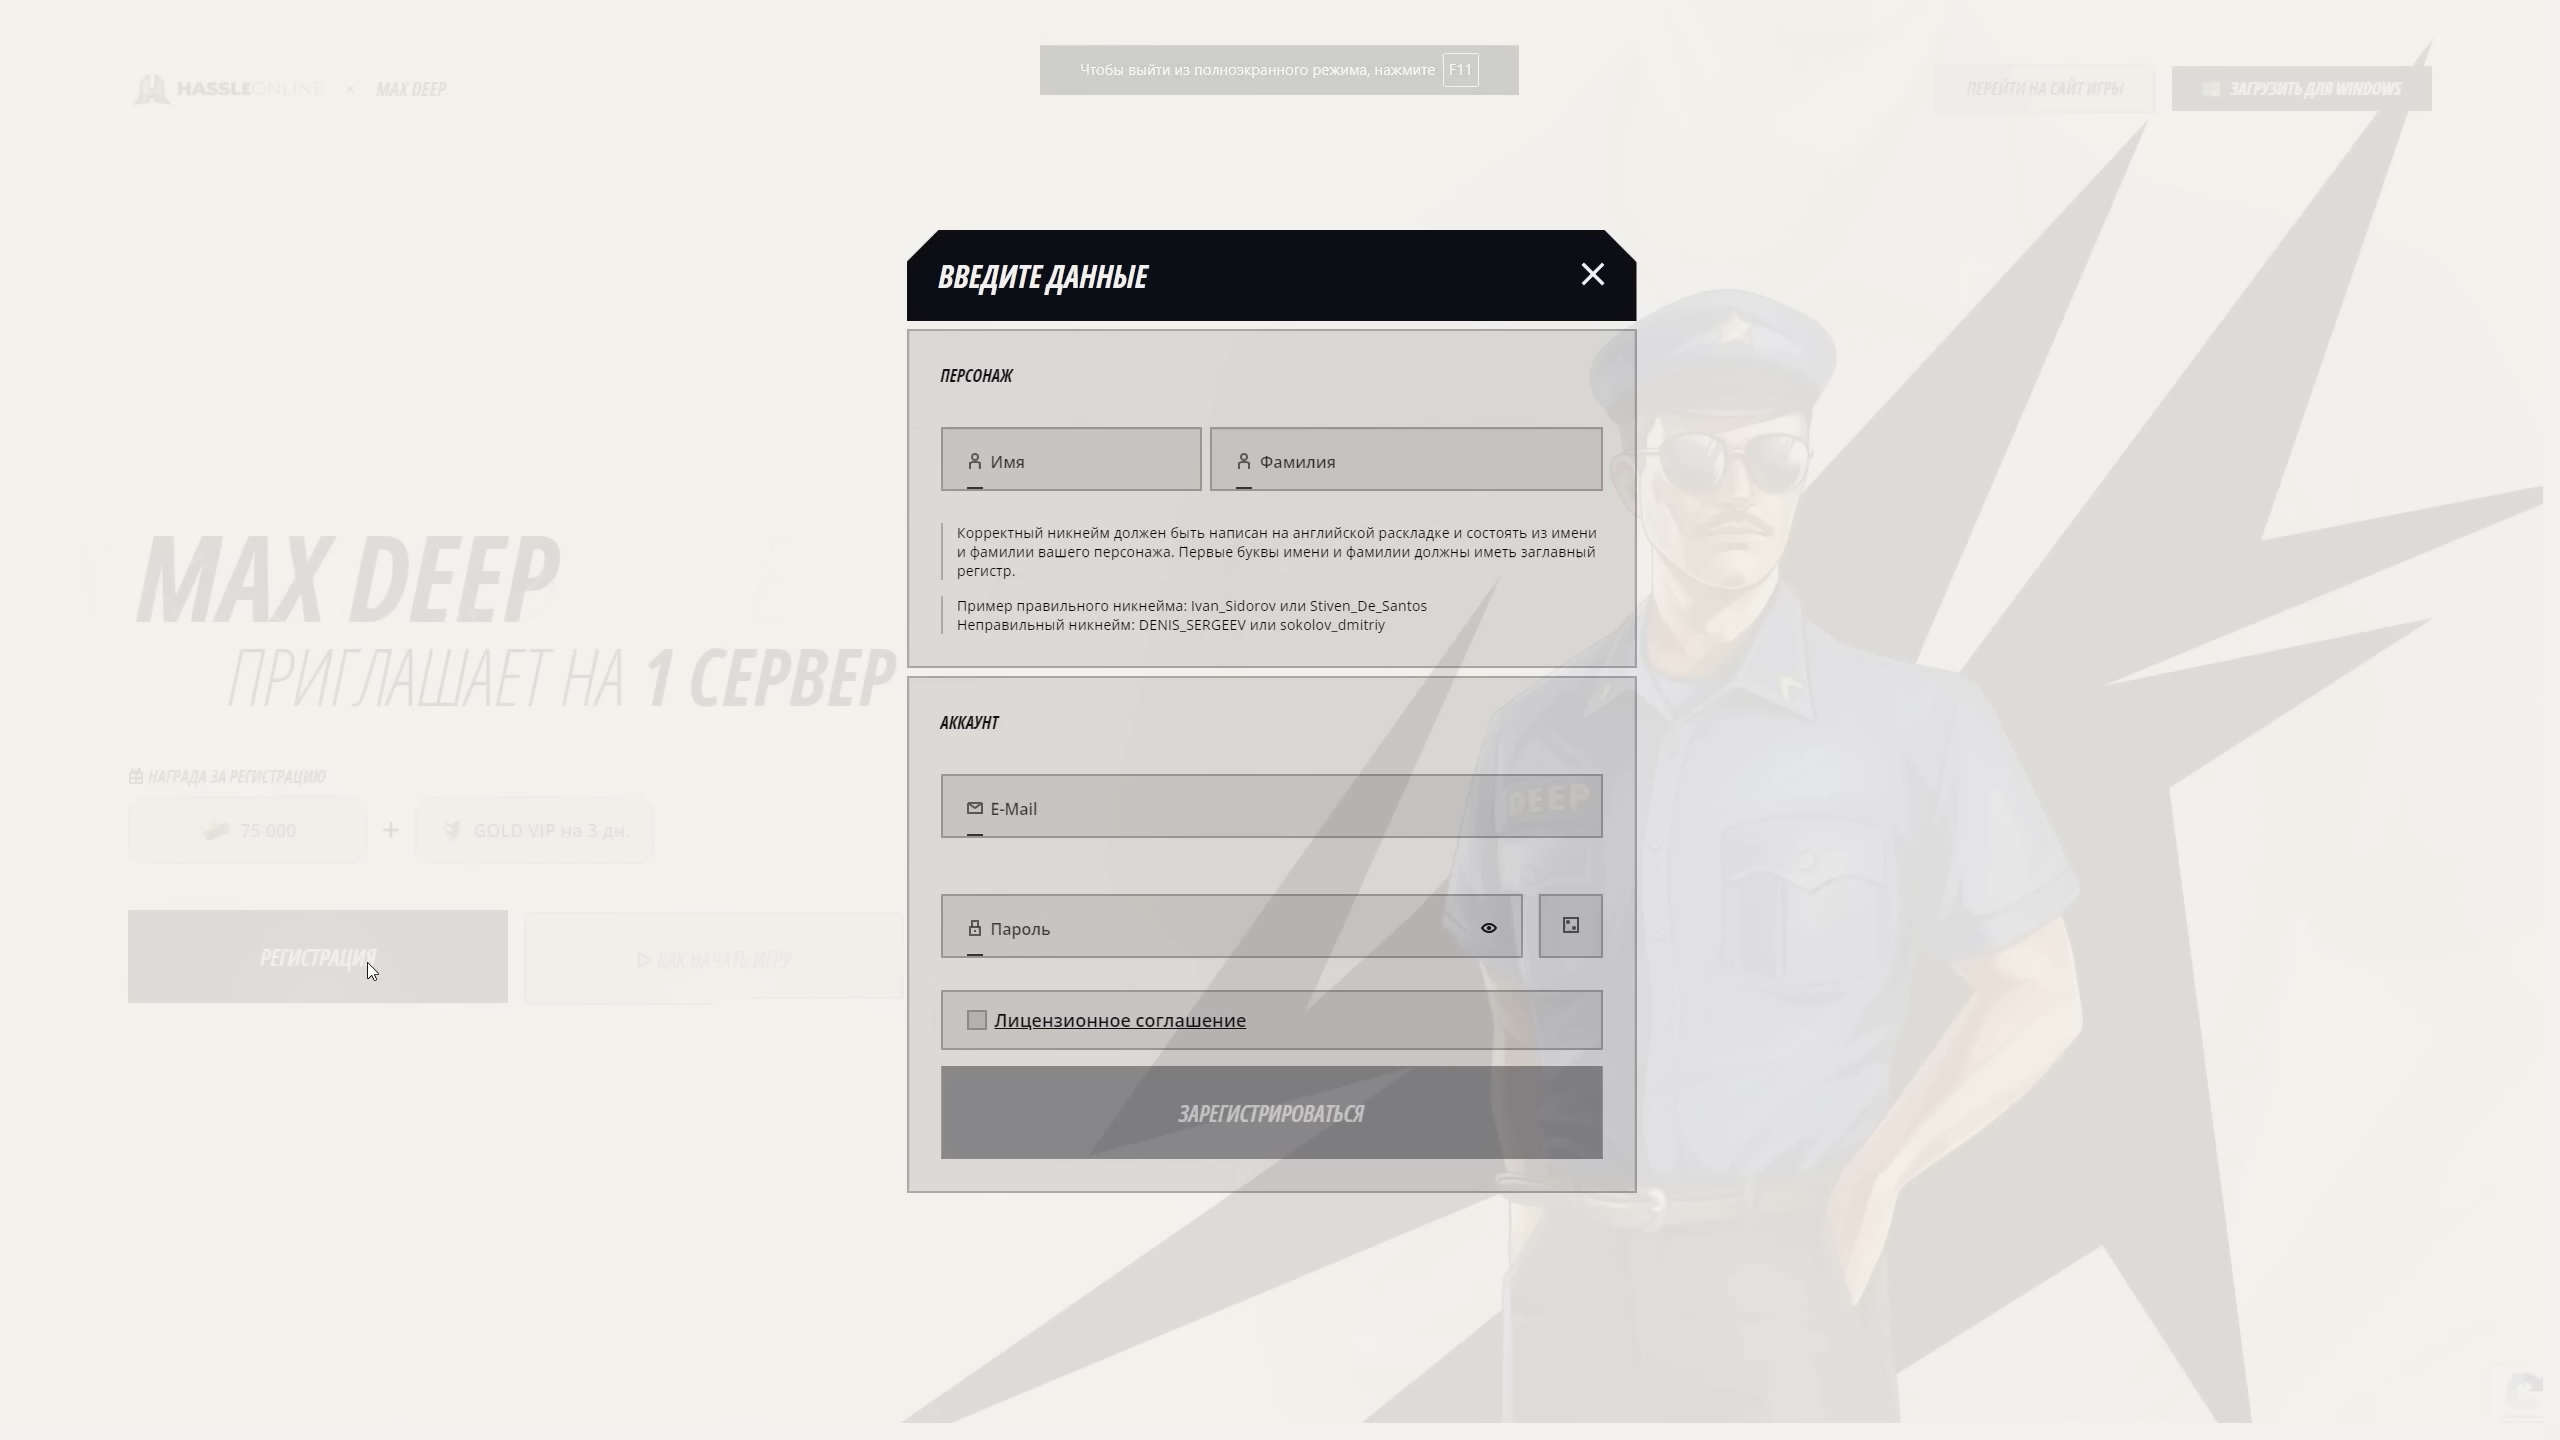 Чтобы выйти из полноэкранного режима, нажмите F11
HASSLE ONLINE × MAX DEEP
ПЕРЕЙТИ НА САЙТ ИГРЫ
ЗАГРУЗИТЬ ДЛЯ WINDOWS
MAX DEEP
ПРИГЛАШАЕТ НА 1 СЕРВЕР
НАГРАДА ЗА РЕГИСТРАЦИЮ
75 000 + GOLD VIP на 3 дн.
РЕГИСТРАЦИЯ
КАК НАЧАТЬ ИГРУ
ВВЕДИТЕ ДАННЫЕ
ПЕРСОНАЖ
Имя
Фамилия
Корректный никнейм должен быть написан на английской раскладке и состоять из имени
и фамилии вашего персонажа. Первые буквы имени и фамилии должны иметь заглавный
регистр.
Пример правильного никнейма: Ivan_Sidorov или Stiven_De_Santos
Неправильный никнейм: DENIS_SERGEEV или sokolov_dmitriy
АККАУНТ
E-Mail
Пароль
Лицензионное соглашение
ЗАРЕГИСТРИРОВАТЬСЯ
DEEP